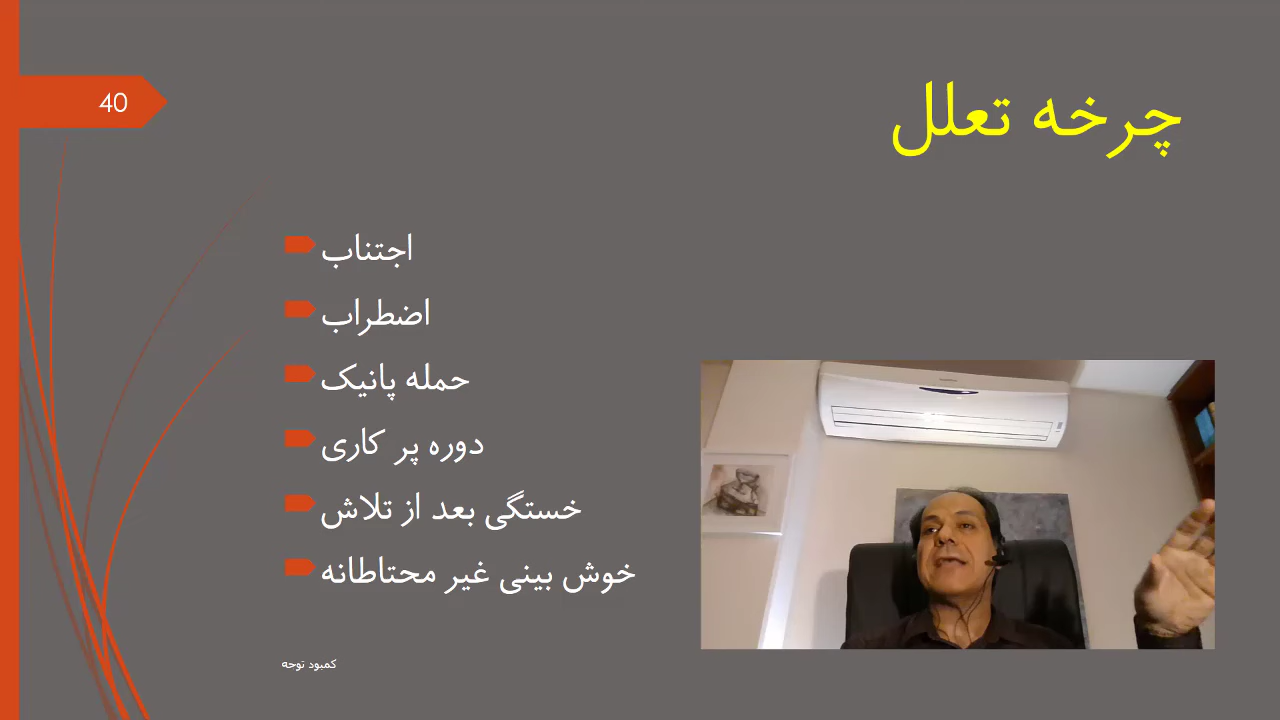 40
چرخه تعلل
اجتناب
اضطراب
حمله پانیک
دوره پر کاری
خستگی بعد از تلاش
خوش بینی غیر محتاطانه
کمبود توجه